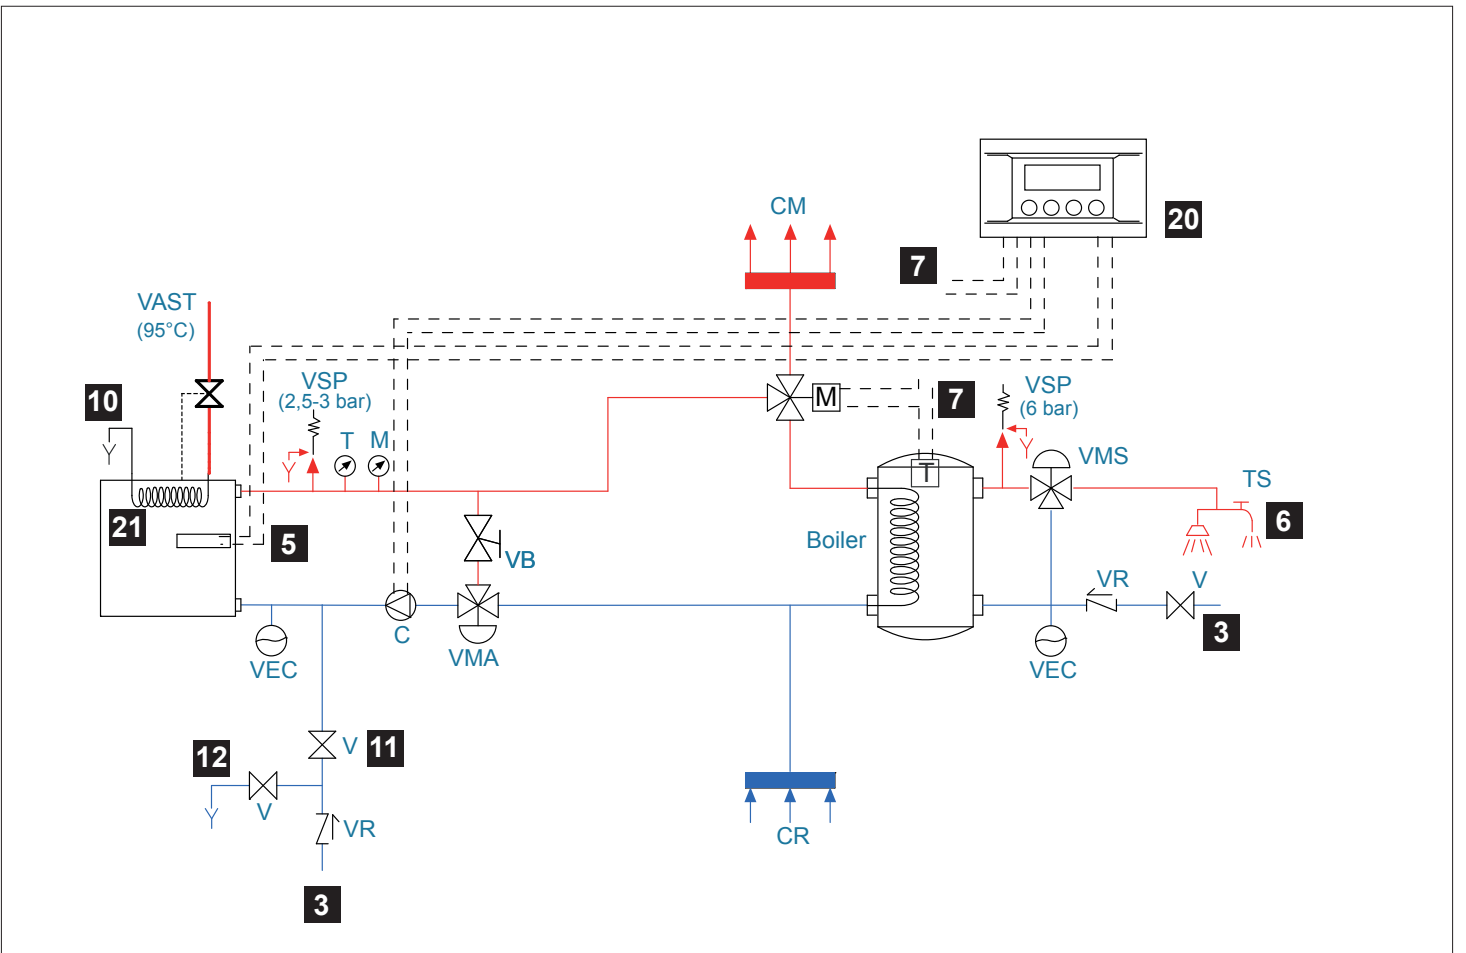 CM
20
7
VAST
(95°C)
10
VSP
(2,5-3 bar)
T
M
M
7
VSP
(6 bar)
VMS
T
TS
6
21
5
VB
Boiler
VR
V
3
C
VEC
VMA
VEC
12
V
11
V
VR
CR
3